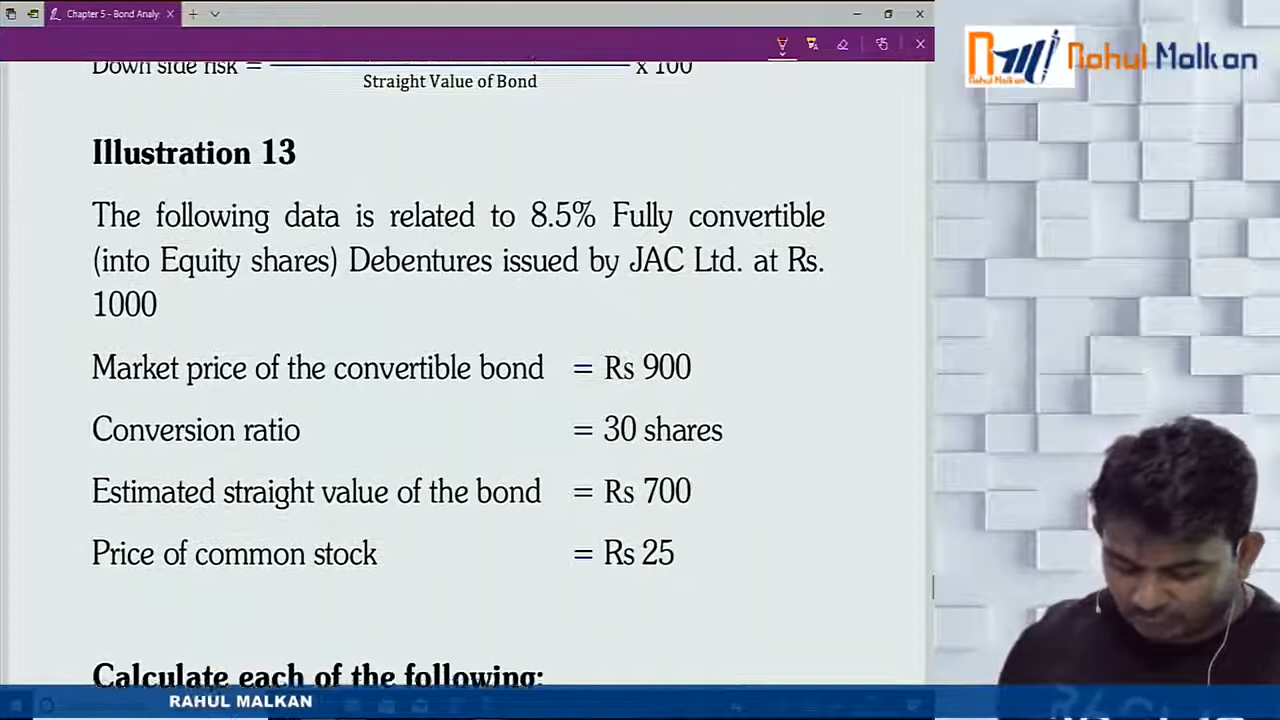 Chapter 5 - Bond Analy
Down side risk = x 100
Straight Value of Bond
Illustration 13
The following data is related to 8.5% Fully convertible
(into Equity shares) Debentures issued by JAC Ltd. at Rs.
1000
Market price of the convertible bond = Rs 900
Conversion ratio = 30 shares
Estimated straight value of the bond = Rs 700
Price of common stock = Rs 25
Calculate each of the following:
RAHUL MALKAN
Rahul Malkan
RAHUL MALKAN